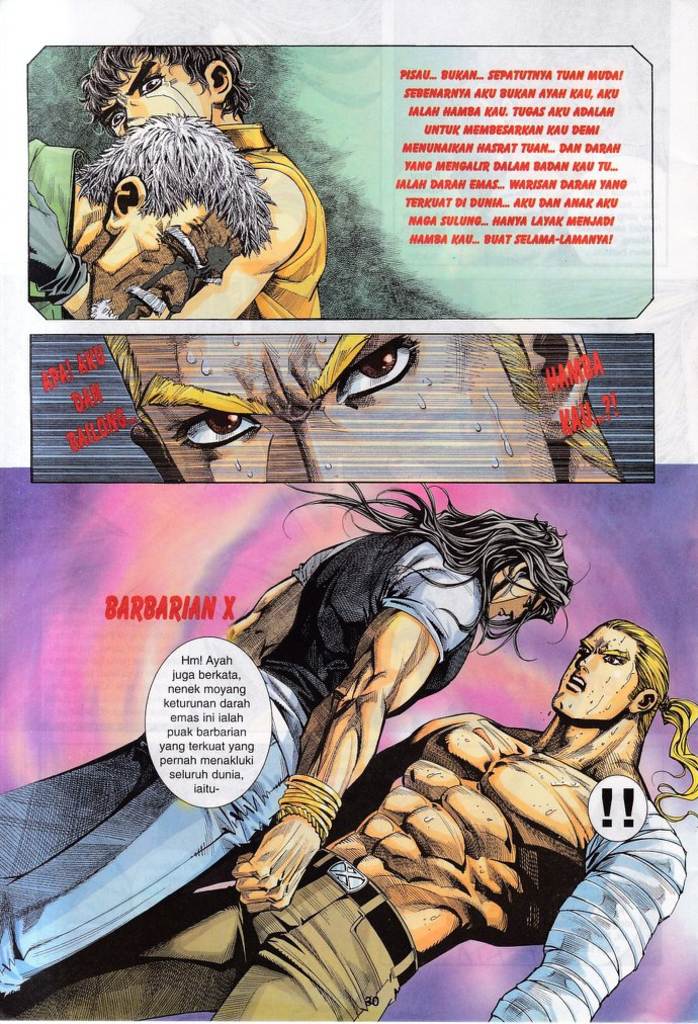 PISAU... BUKAN... SEPATUTNYA TUAN MUDA!
SEBENARNYA AKU BUKAN AYAH KAU, AKU
IALAH HAMBA KAU. TUGAS AKU ADALAH
UNTUK MEMBESARKAN KAU DEMI
MENUNAIKAN HASRAT TUAN... DAN DARAH
YANG MENGALIR DALAM BADAN KAU TU...
IALAH DARAH EMAS... WARISAN DARAH YANG
TERKUAT DI DUNIA... AKU DAN ANAK AKU
NAGA SULUNG... HANYA LAYAK MENJADI
HAMBA KAU... BUAT SELAMA-LAMANYA!
APA! AKU
DAN
BAILONG...
HAMBA
KAU...?!
BARBARIAN X
Hm! Ayah
juga berkata,
nenek moyang
keturunan darah
emas ini ialah
puak barbarian
yang terkuat yang
pernah menakluki
seluruh dunia,
iaitu-
!!
30